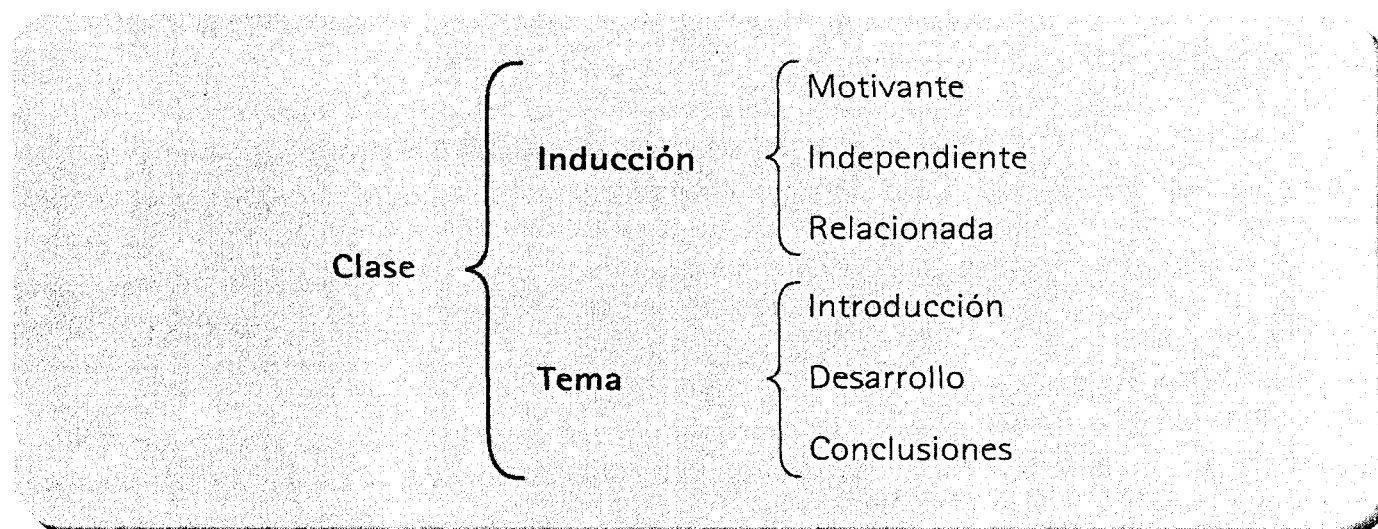 Clase
Inducción
Motivante
Independiente
Relacionada
Tema
Introducción
Desarrollo
Conclusiones